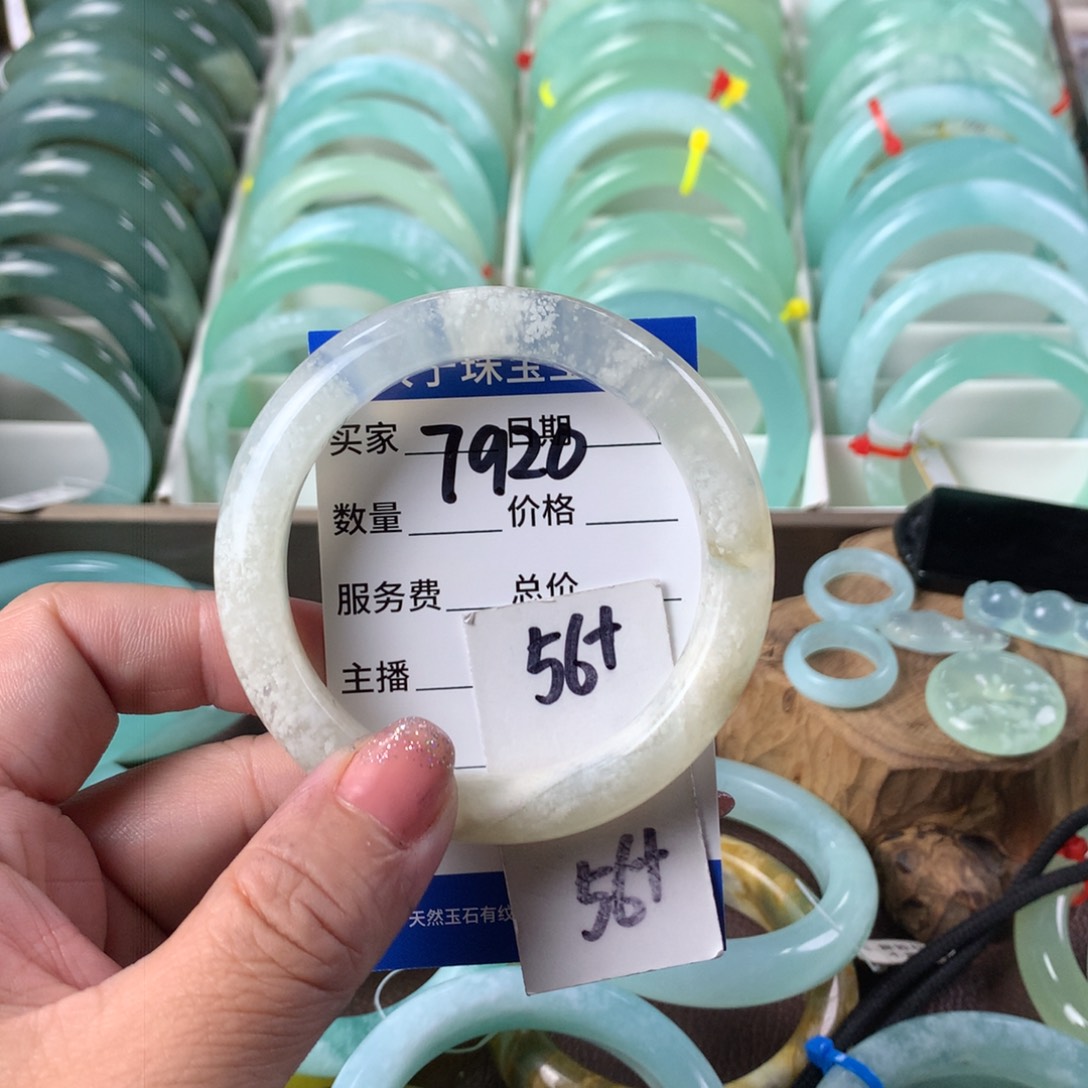 珠宝
买家 7920 日期
数量 价格
服务费 总价
主播
56+
56+
天然玉石有纹